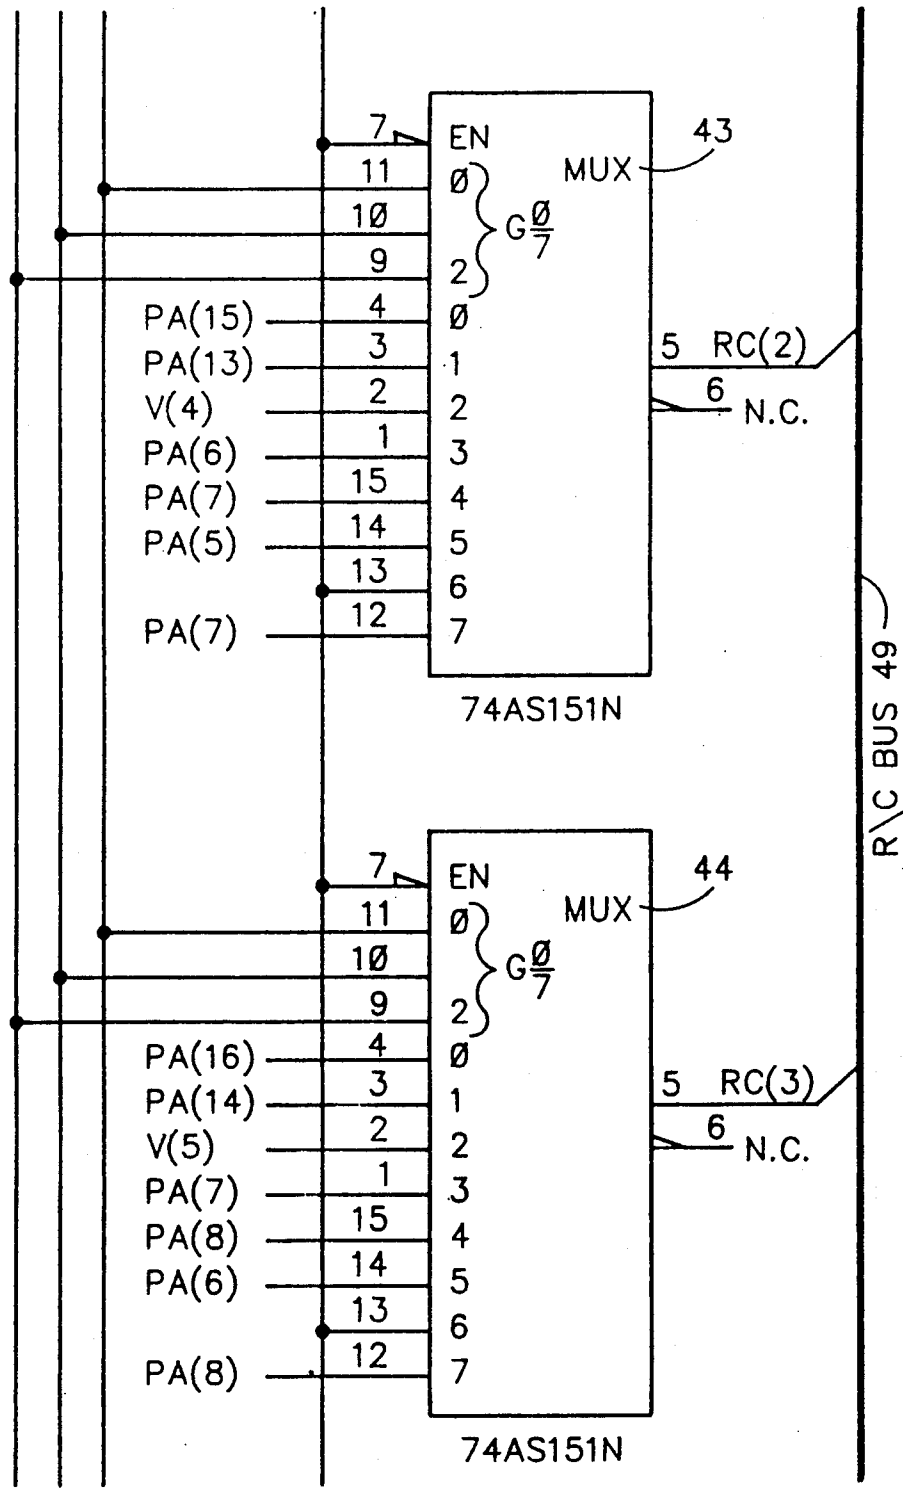 7 EN
MUX 43
11 Ø
1Ø G Ø/7
9 2
PA(15) 4 Ø
PA(13) 3 1 5 RC(2)
V(4) 2 2 6 N.C.
PA(6) 1 3
PA(7) 15 4
PA(5) 14 5
13 6
PA(7) 12 7
74AS151N
R\C BUS 49
7 EN
MUX 44
11 Ø
1Ø G Ø/7
9 2
PA(16) 4 Ø
PA(14) 3 1 5 RC(3)
V(5) 2 2 6 N.C.
PA(7) 1 3
PA(8) 15 4
PA(6) 14 5
13 6
PA(8) 12 7
74AS151N